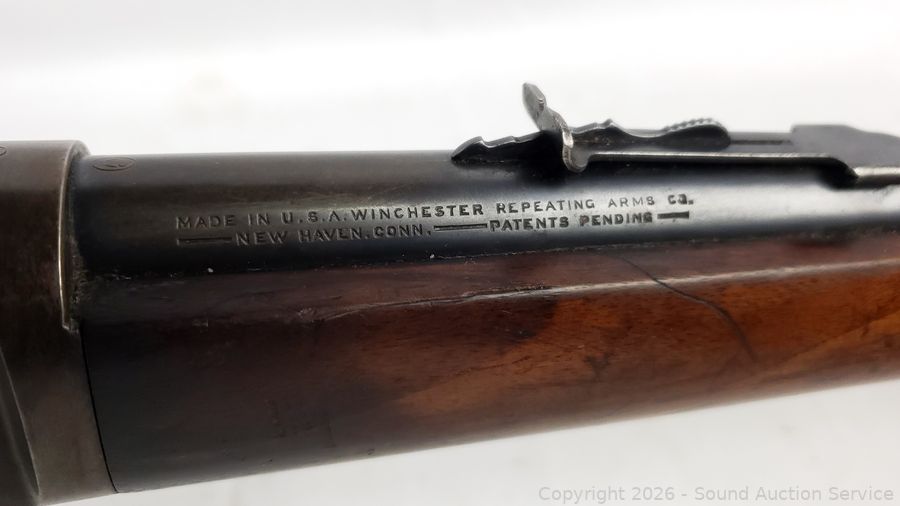 MADE IN U.S.A. WINCHESTER REPEATING ARMS CO.
NEW HAVEN, CONN. PATENTS PENDING
Copyright 2026 - Sound Auction Service